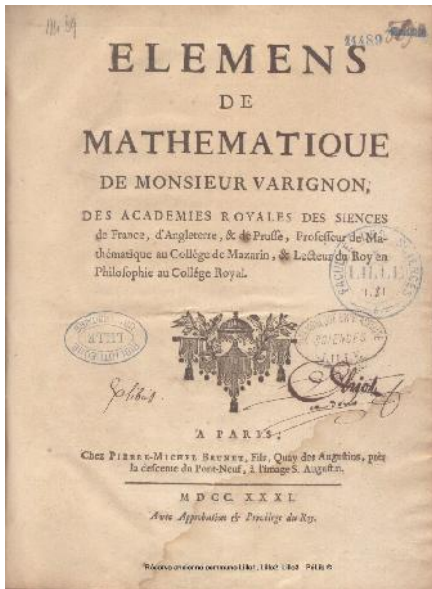 ELEMENS
DE
MATHEMATIQUE
DE MONSIEUR VARIGNON,
DES ACADEMIES ROYALES DES SIENCES
de France, d'Angleterre, & de Prusse, Professeur de Ma-
thématique au Collége de Mazarin, & Lecteur du Roy en
Philosophie au Collége Royal.
BIBLIOTHEQUE
LILLE
A PARIS,
Chez PIERRE-MICHEL BRUNET, Fils, Quay des Augustins, près
la descente du Pont-Neuf, à l'image S. Augustin.
MDCC. XXXI.
Avec Approbation & Privilége du Roy.